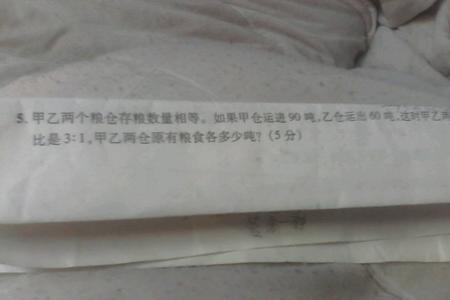 5. 甲乙两个粮仓存粮数量相等。如果甲仓运进90吨,乙仓运出60吨,这时甲乙两
比是3:1,甲乙两仓原有粮食各多少吨?(5分)